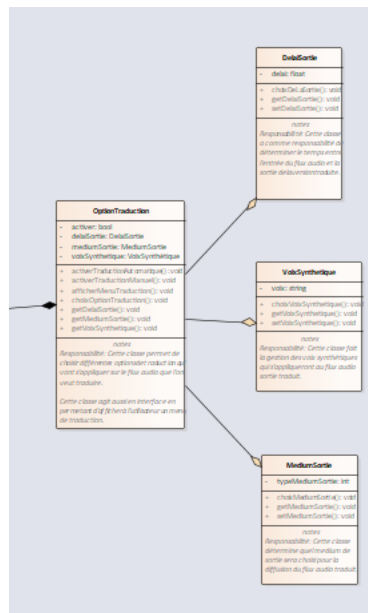 DelaiSortie
- delai: float
+ choixDeLaiSortie(): void
+ getDelaiSortie(): void
+ setDelaiSortie(): void
notes
Responsabilité: Cette classe
a comme responsabilité de
déterminer le temps entre
l'entrée du flux audio et la
sortie de la version traduite.
OptionTraduction
- activer: bool
- delaiSortie: DelaiSortie
- mediumSortie: MediumSortie
- voixSynthetique: VoixSynthétique
+ activerTraductionAutomatique(): void
+ activerTraductionManuel(): void
+ afficherMenuTraduction(): void
+ choixOptionTraduction(): void
+ getDelaiSortie(): void
+ getMediumSortie(): void
+ getVoixSynthetique(): void
notes
Responsabilité: Cette classe permet de
choisir différentes options de traduction qui
vont s'appliquer sur le flux audio que l'on
veut traduire.
Cette classe agit aussi en interface en
permettant d'afficher à l'utilisateur un menu
de traduction.
VoixSynthetique
- voix: string
+ choixVoixSynthetique(): void
+ getVoixSynthetique(): void
+ setVoixSynthetique(): void
notes
Responsabilité: Cette classe fait
la gestion des voix synthétiques
qui s'appliqueront au flux audio
sortie traduit.
MediumSortie
- typeMediumSortie: int
+ choixMediumSortie(): void
+ getMediumSortie(): void
+ setMediumSortie(): void
notes
Responsabilité: Cette classe
détermine quel medium de
sortie sera choisi pour la
diffusion du flux audio traduit.